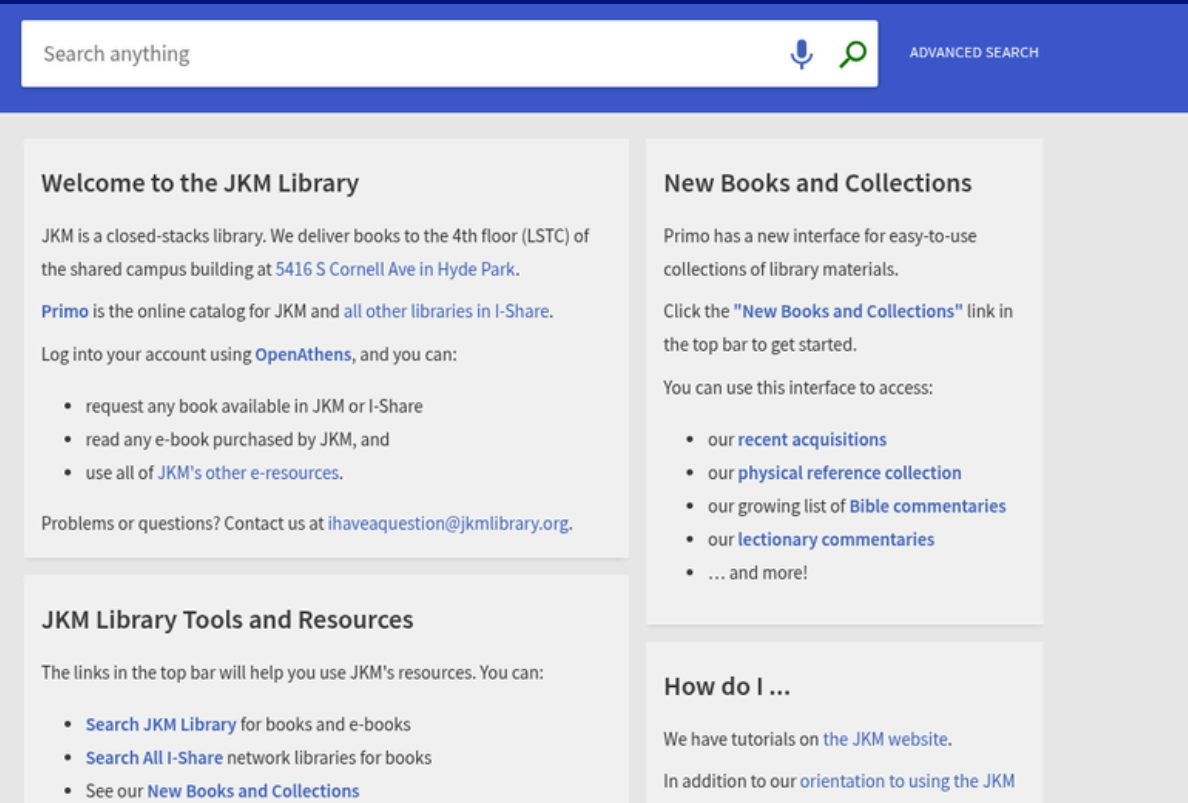 Search anything
ADVANCED SEARCH
Welcome to the JKM Library
JKM is a closed-stacks library. We deliver books to the 4th floor (LSTC) of
the shared campus building at 5416 S Cornell Ave in Hyde Park.
Primo is the online catalog for JKM and all other libraries in I-Share.
Log into your account using OpenAthens, and you can:
• request any book available in JKM or I-Share
• read any e-book purchased by JKM, and
• use all of JKM's other e-resources.
Problems or questions? Contact us at ihaveaquestion@jkmlibrary.org.
JKM Library Tools and Resources
The links in the top bar will help you use JKM's resources. You can:
• Search JKM Library for books and e-books
• Search All I-Share network libraries for books
• See our New Books and Collections
New Books and Collections
Primo has a new interface for easy-to-use
collections of library materials.
Click the "New Books and Collections" link in
the top bar to get started.
You can use this interface to access:
• our recent acquisitions
• our physical reference collection
• our growing list of Bible commentaries
• our lectionary commentaries
• … and more!
How do I ...
We have tutorials on the JKM website.
In addition to our orientation to using the JKM